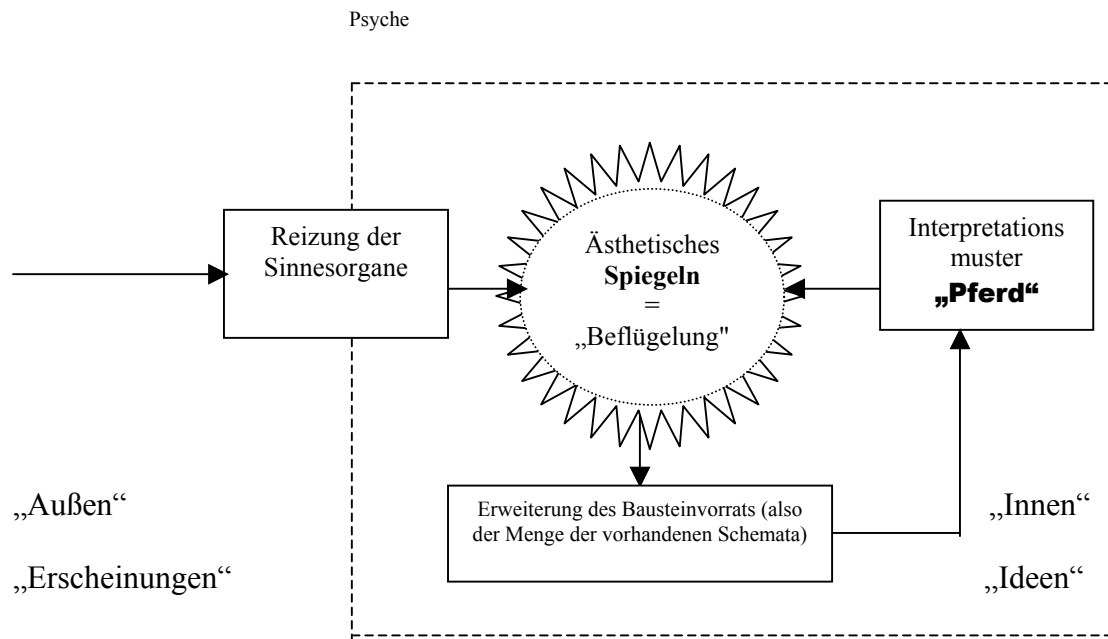 Psyche
Reizung der
Sinnesorgane
Ästhetisches
Spiegeln
=
„Beflügelung"
Interpretations
muster
„Pferd“
Erweiterung des Bausteinvorrats (also
der Menge der vorhandenen Schemata)
„Außen“
„Erscheinungen“
„Innen“
„Ideen“